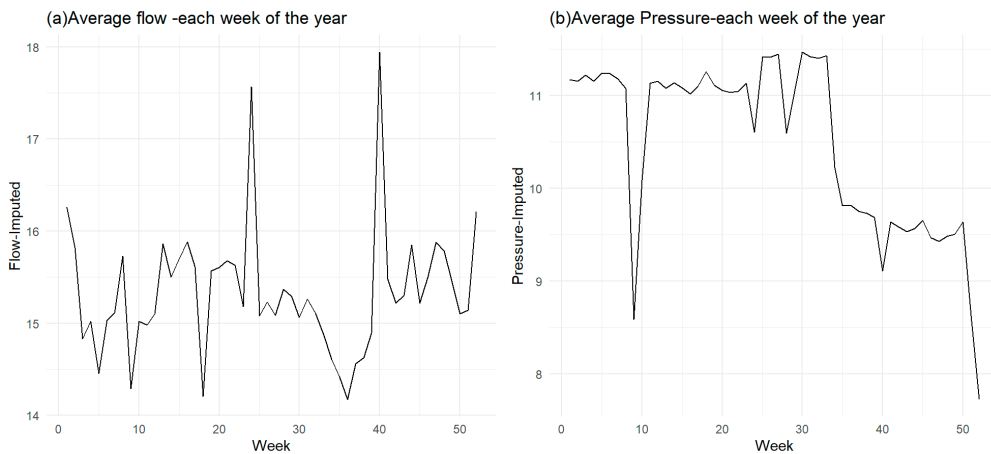 (a)Average flow -each week of the year
18
17
16
15
14
Flow-Imputed
0 10 20 30 40 50
Week
(b)Average Pressure-each week of the year
11
10
9
8
Pressure-Imputed
0 10 20 30 40 50
Week